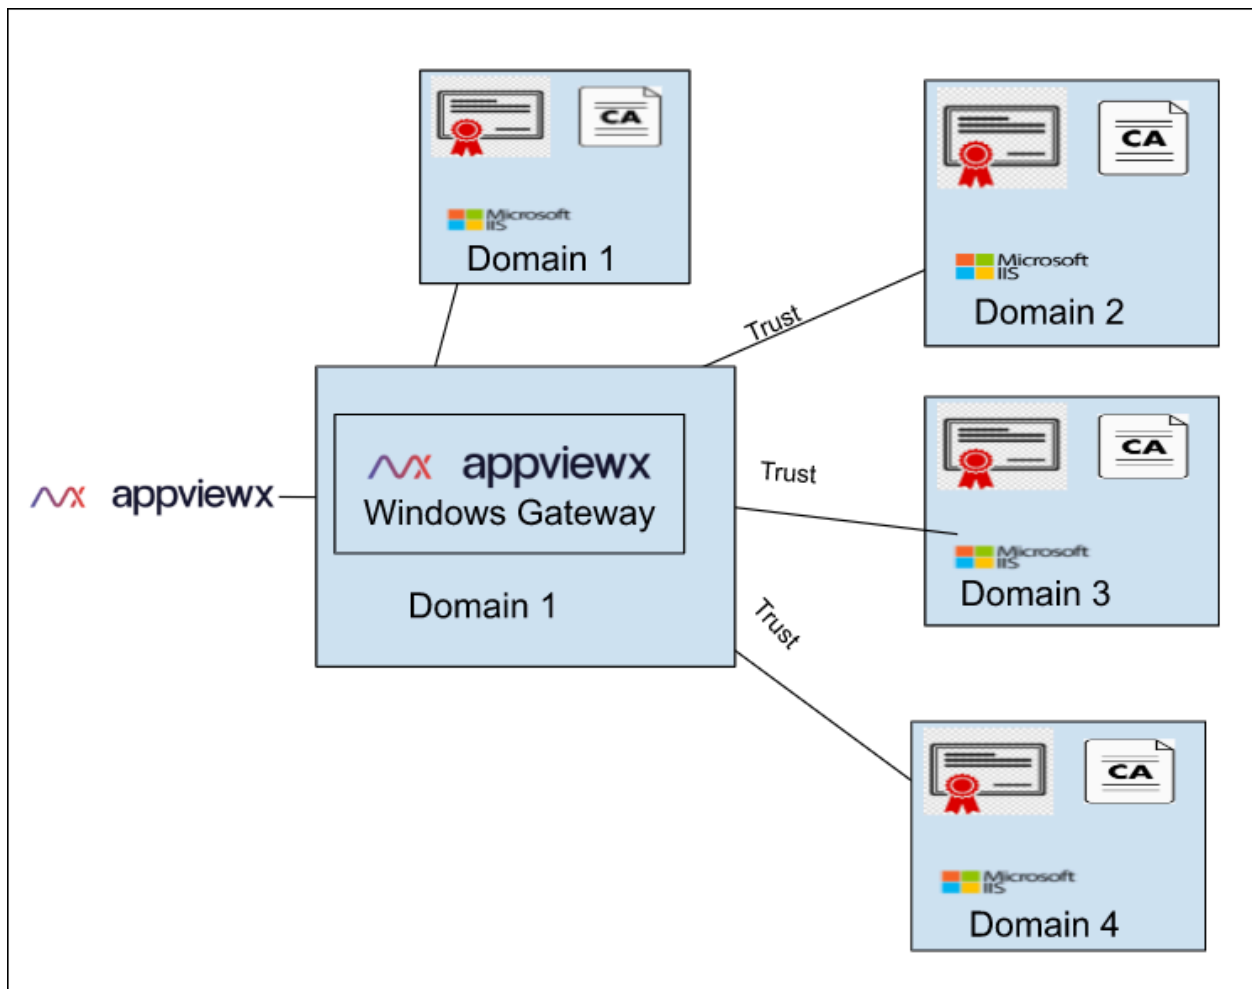 CA
Microsoft
IIS
Domain 1
CA
Microsoft
IIS
Domain 2
Trust
appviewx
appviewx
Windows Gateway
Domain 1
Trust
CA
Microsoft
IIS
Domain 3
Trust
CA
Microsoft
IIS
Domain 4